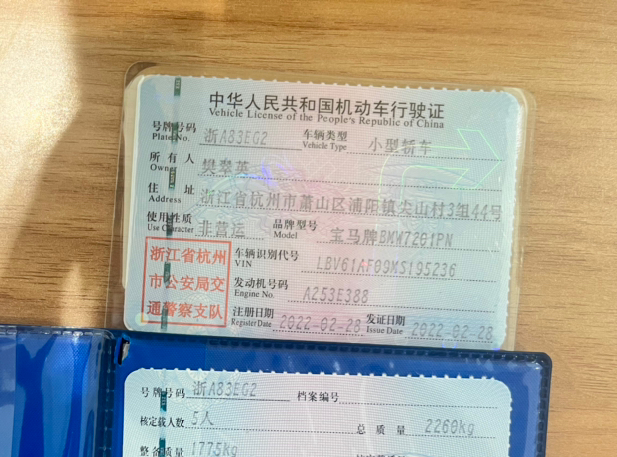 中华人民共和国机动车行驶证
Vehicle License of the People's Republic of China
号牌号码 浙A83EG2 车辆类型 小型轿车
Plate No. Vehicle Type
所有人 樊翠英
Owner
住址 浙江省杭州市萧山区浦阳镇尖山村3组44号
Address
使用性质 非营运 品牌型号 宝马牌BMW7201PN
Use Character Model
浙江省杭州
市公安局交
通警察支队
车辆识别代号 LBV61AF09MS195236
VIN
发动机号码 A253E388
Engine No.
注册日期 2022-02-28 发证日期 2022-02-28
Register Date Issue Date
号牌号码 浙A83EG2 档案编号
核定载人数 5人 总质量 2260kg
整备质量 1775kg